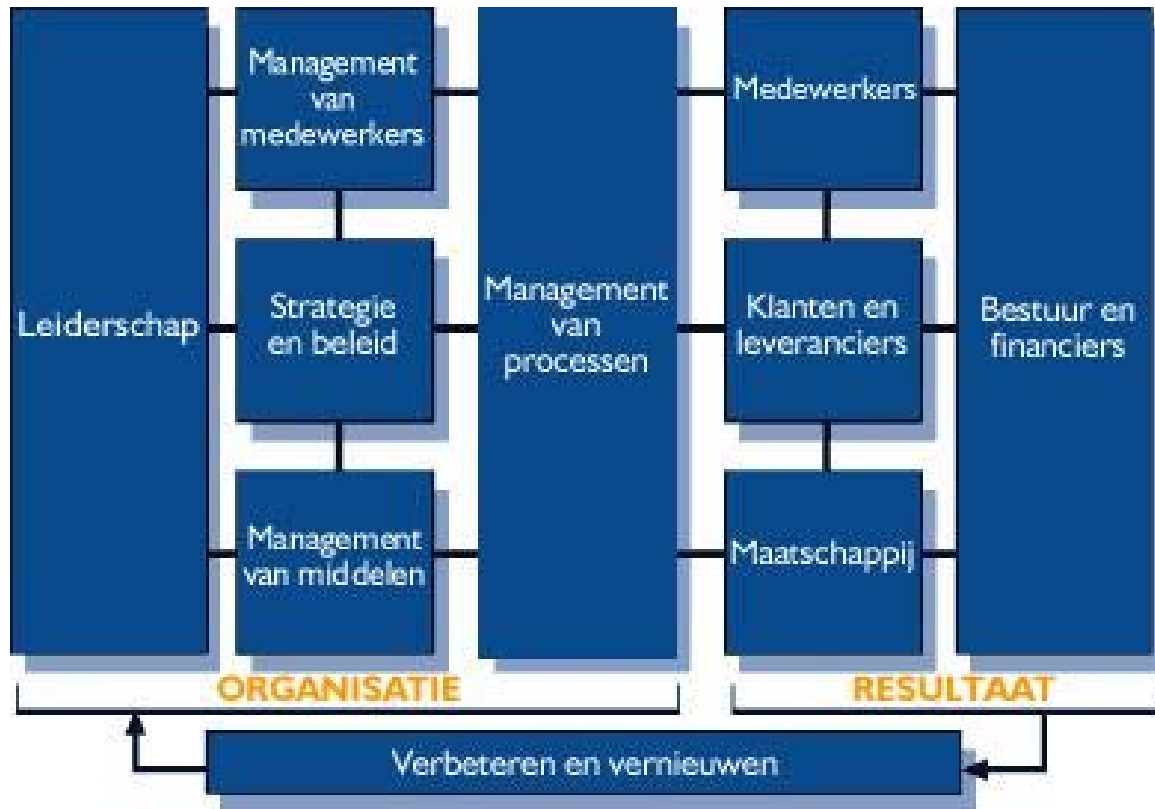 Leiderschap
Management
van
medewerkers
Strategie
en beleid
Management
van middelen
Management
van
processen
Medewerkers
Klanten en
leveranciers
Maatschappij
Bestuur en
financiers
ORGANISATIE
RESULTAAT
Verbeteren en vernieuwen